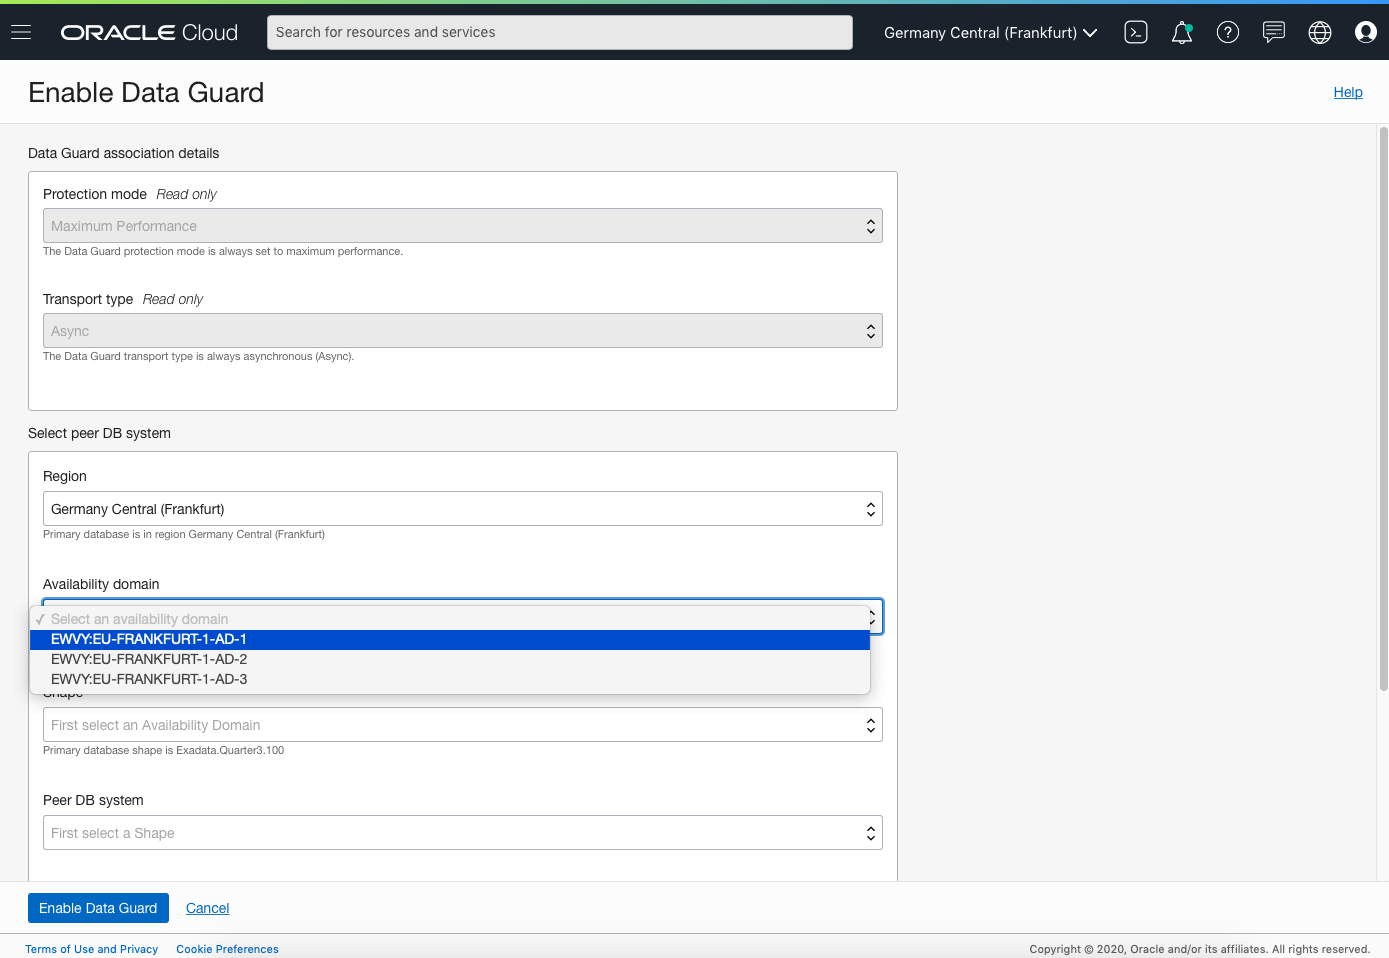 ORACLE Cloud
Search for resources and services
Germany Central (Frankfurt)
Enable Data Guard
Help
Data Guard association details
Protection mode Read only
Maximum Performance
The Data Guard protection mode is always set to maximum performance.
Transport type Read only
Async
The Data Guard transport type is always asynchronous (Async).
Select peer DB system
Region
Germany Central (Frankfurt)
Primary database is in region Germany Central (Frankfurt)
Availability domain
✓ Select an availability domain
EWVY:EU-FRANKFURT-1-AD-1
EWVY:EU-FRANKFURT-1-AD-2
EWVY:EU-FRANKFURT-1-AD-3
Shape
First select an Availability Domain
Primary database shape is Exadata.Quarter3.100
Peer DB system
First select a Shape
Enable Data Guard
Cancel
Terms of Use and Privacy
Cookie Preferences
Copyright © 2020, Oracle and/or its affiliates. All rights reserved.